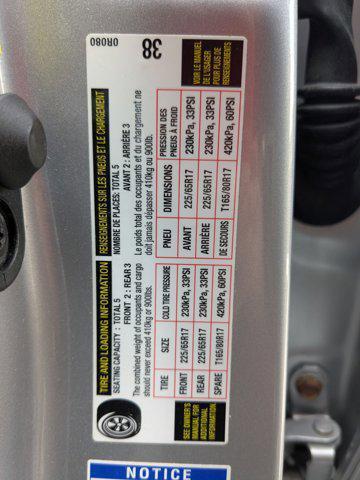 TIRE AND LOADING INFORMATION
SEATING CAPACITY : TOTAL 5
FRONT 2 : REAR 3
The combined weight of occupants and cargo
should never exceed 410kg or 900lbs.
TIRE SIZE COLD TIRE PRESSURE
FRONT 225/65R17 230kPa, 33PSI
REAR 225/65R17 230kPa, 33PSI
SPARE T165/80R17 420kPa, 60PSI
SEE OWNER'S
MANUAL FOR
ADDITIONAL
INFORMATION
RENSEIGNEMENTS SUR LES PNEUS ET LE CHARGEMENT
NOMBRE DE PLACES: TOTAL 5
AVANT 2 : ARRIÈRE 3
Le poids total des occupants et du chargement ne
doit jamais dépasser 410kg ou 900lb.
PNEU DIMENSIONS PRESSION DES
PNEUS À FROID
AVANT 225/65R17 230kPa, 33PSI
ARRIÈRE 225/65R17 230kPa, 33PSI
DE SECOURS T165/80R17 420kPa, 60PSI
VOIR LE MANUEL
DE L'USAGER
POUR PLUS DE
RENSEIGNEMENTS
0R080
38
NOTICE